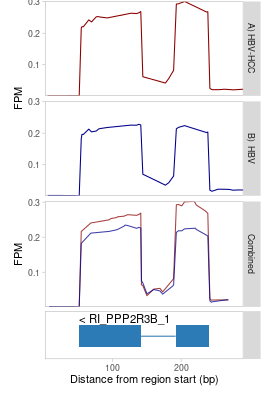 0.3
0.2
0.1
FPM
A) HBV-HCC
0.3
0.2
0.1
B) HBV
0.3
0.2
0.1
FPM
Combined
< RI_PPP2R3B_1
100 200
Distance from region start (bp)